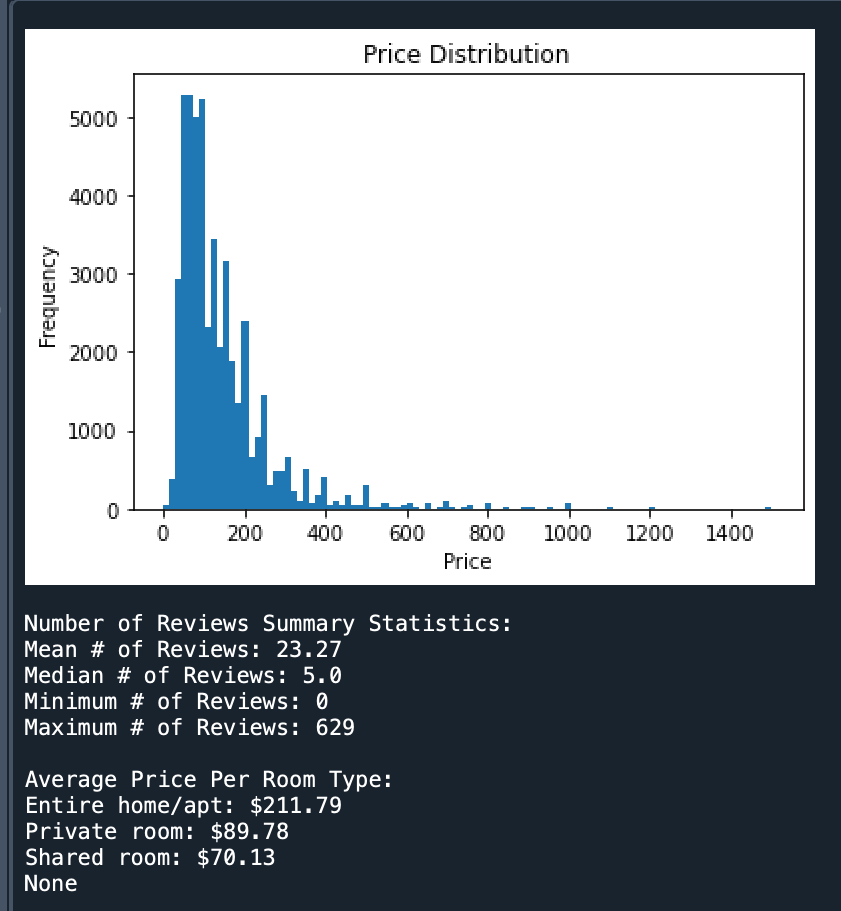 Price Distribution
5000
4000
3000
2000
1000
0
Frequency
0 200 400 600 800 1000 1200 1400
Price
Number of Reviews Summary Statistics:
Mean # of Reviews: 23.27
Median # of Reviews: 5.0
Minimum # of Reviews: 0
Maximum # of Reviews: 629
Average Price Per Room Type:
Entire home/apt: $211.79
Private room: $89.78
Shared room: $70.13
None